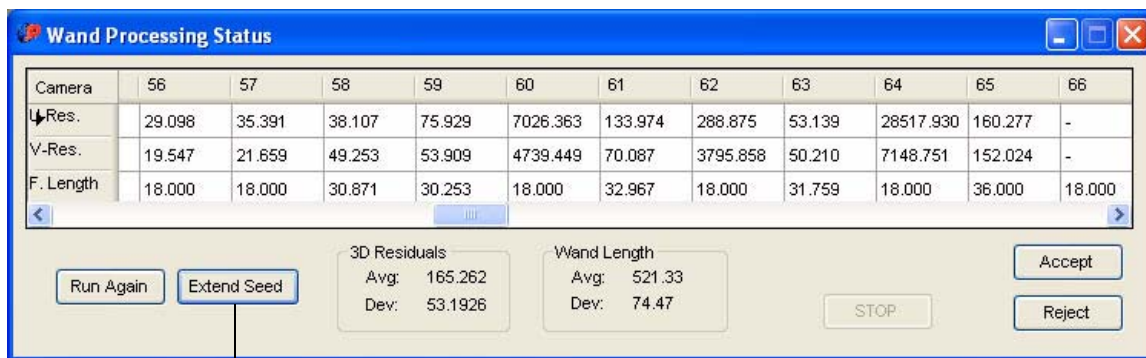 Wand Processing Status
Camera 56 57 58 59 60 61 62 63 64 65 66
U-Res. 29.098 35.391 38.107 75.929 7026.363 133.974 288.875 53.139 28517.930 160.277 -
V-Res. 19.547 21.659 49.253 53.909 4739.449 70.087 3795.858 50.210 7148.751 152.024 -
F. Length 18.000 18.000 30.871 30.253 18.000 32.967 18.000 31.759 18.000 36.000 18.000
3D Residuals Wand Length
Run Again Extend Seed Avg: 165.262 Avg: 521.33 Accept
Dev: 53.1926 Dev: 74.47 STOP Reject